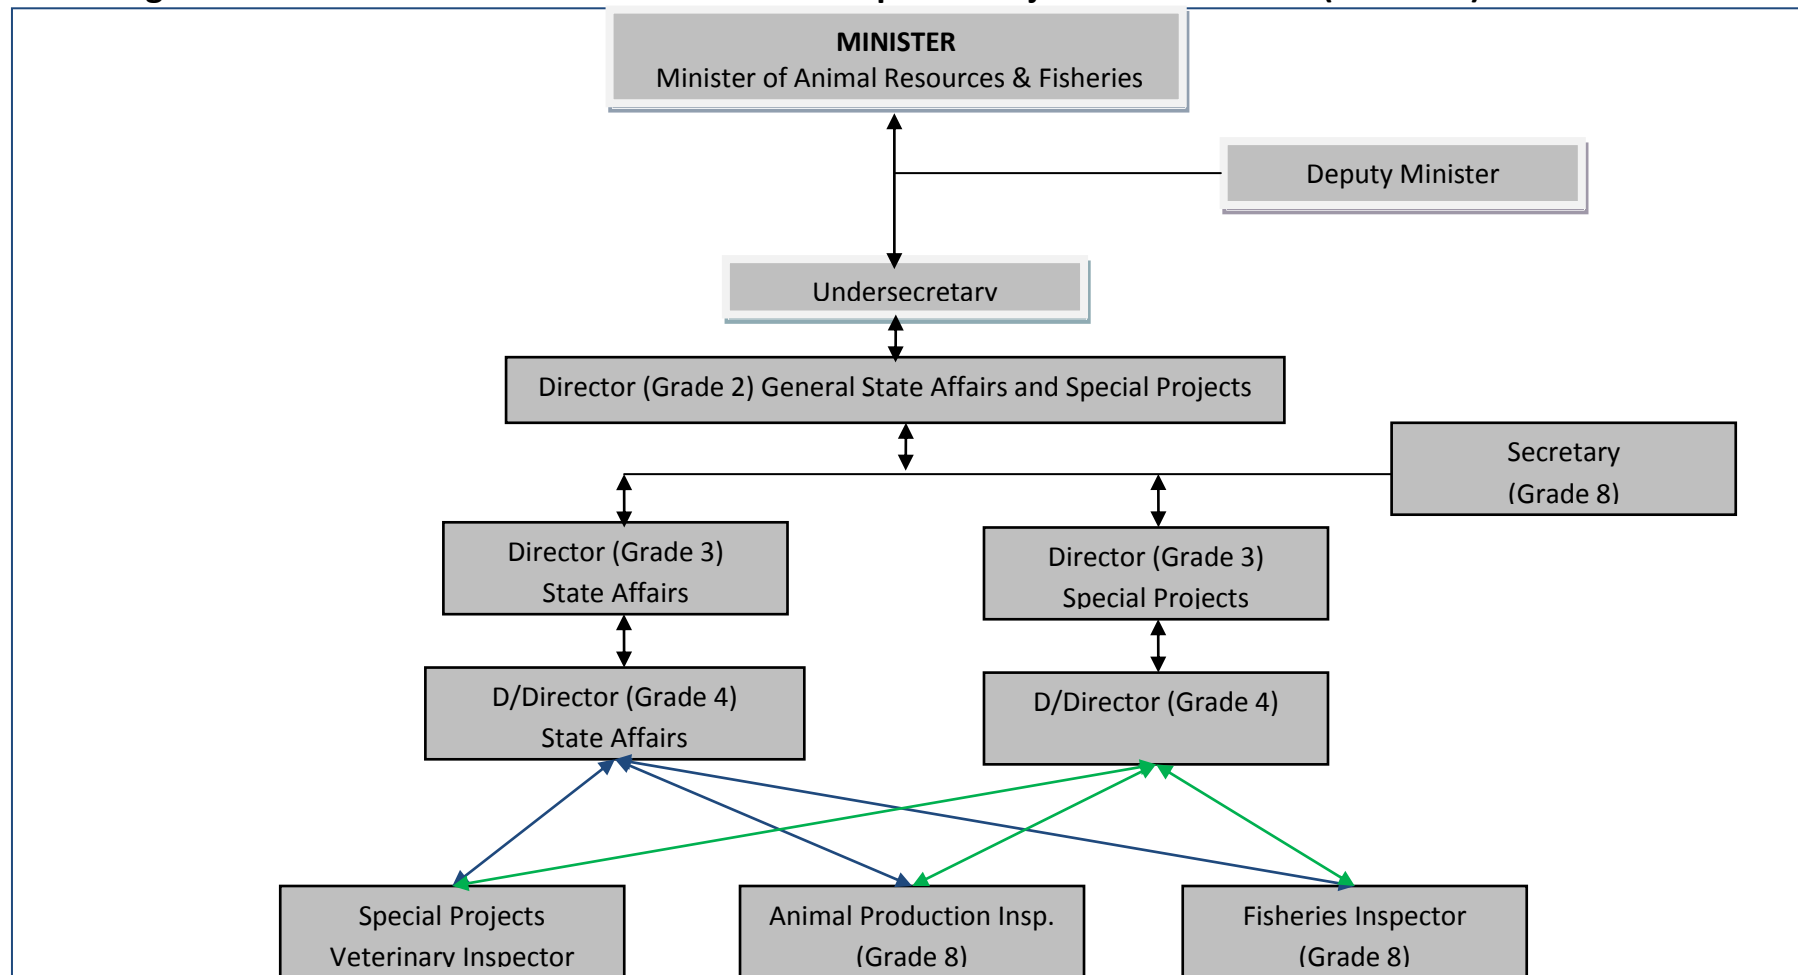 MINISTER
Minister of Animal Resources & Fisheries
Deputy Minister
Undersecretary
Director (Grade 2) General State Affairs and Special Projects
Secretary
(Grade 8)
Director (Grade 3)
State Affairs
Director (Grade 3)
Special Projects
D/Director (Grade 4)
State Affairs
D/Director (Grade 4)
Special Projects
Veterinary Inspector
Animal Production Insp.
(Grade 8)
Fisheries Inspector
(Grade 8)